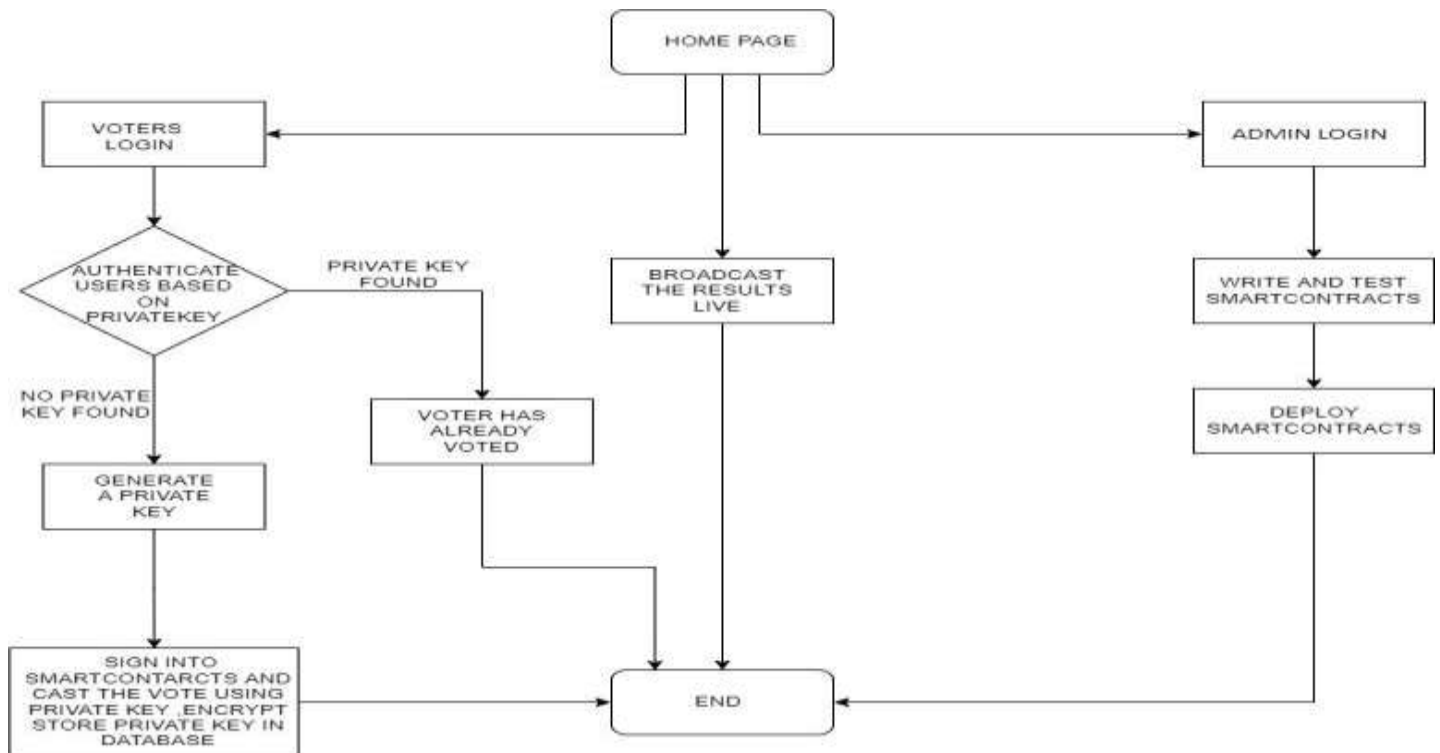 HOME PAGE
VOTERS
LOGIN
ADMIN LOGIN
AUTHENTICATE
USERS BASED
ON
PRIVATEKEY
PRIVATE KEY
FOUND
BROADCAST
THE RESULTS
LIVE
WRITE AND TEST
SMARTCONTRACTS
NO PRIVATE
KEY FOUND
VOTER HAS
ALREADY
VOTED
DEPLOY
SMARTCONTRACTS
GENERATE
A PRIVATE
KEY
SIGN INTO
SMARTCONTARCTS AND
CAST THE VOTE USING
PRIVATE KEY ,ENCRYPT
STORE PRIVATE KEY IN
DATABASE
END